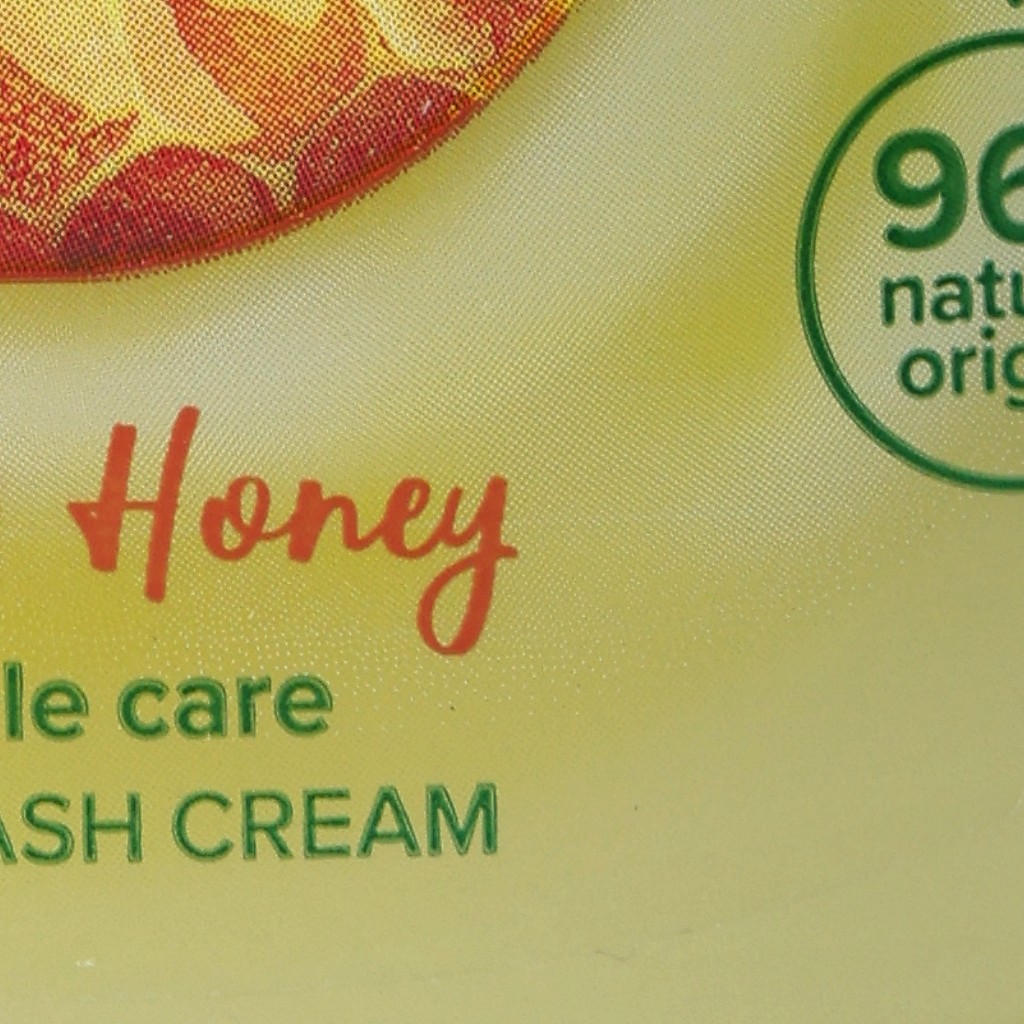 96
natu
orig
Honey
le care
ASH CREAM